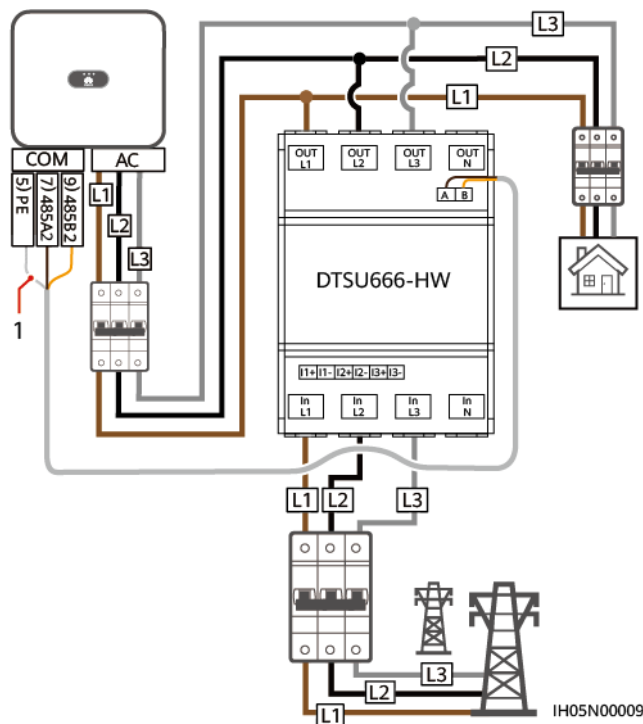 L3
L2
L1
COM
AC
5) PE
7) 485A2
9) 485B2
L1
L2
L3
1
OUT
L1
OUT
L2
OUT
L3
OUT
N
A B
DTSU666-HW
I1+ I1- I2+ I2- I3+ I3-
In
L1
In
L2
In
L3
In
N
L1
L2
L3
L3
L2
L1
IH05N00009